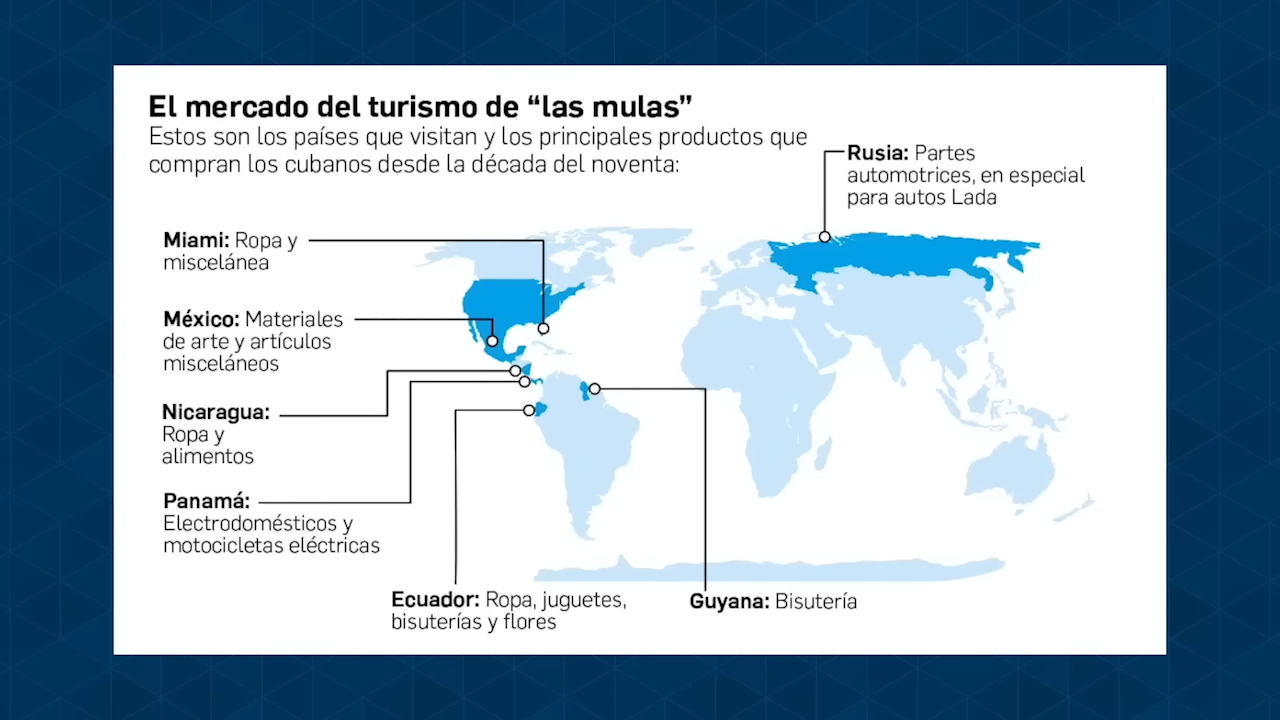 El mercado del turismo de “las mulas”
Estos son los países que visitan y los principales productos que
compran los cubanos desde la década del noventa:
Rusia: Partes
automotrices, en especial
para autos Lada
Miami: Ropa y
miscelánea
México: Materiales
de arte y artículos
misceláneos
Nicaragua:
Ropa y
alimentos
Panamá:
Electrodomésticos y
motocicletas eléctricas
Ecuador: Ropa, juguetes,
bisuterías y flores
Guyana: Bisutería